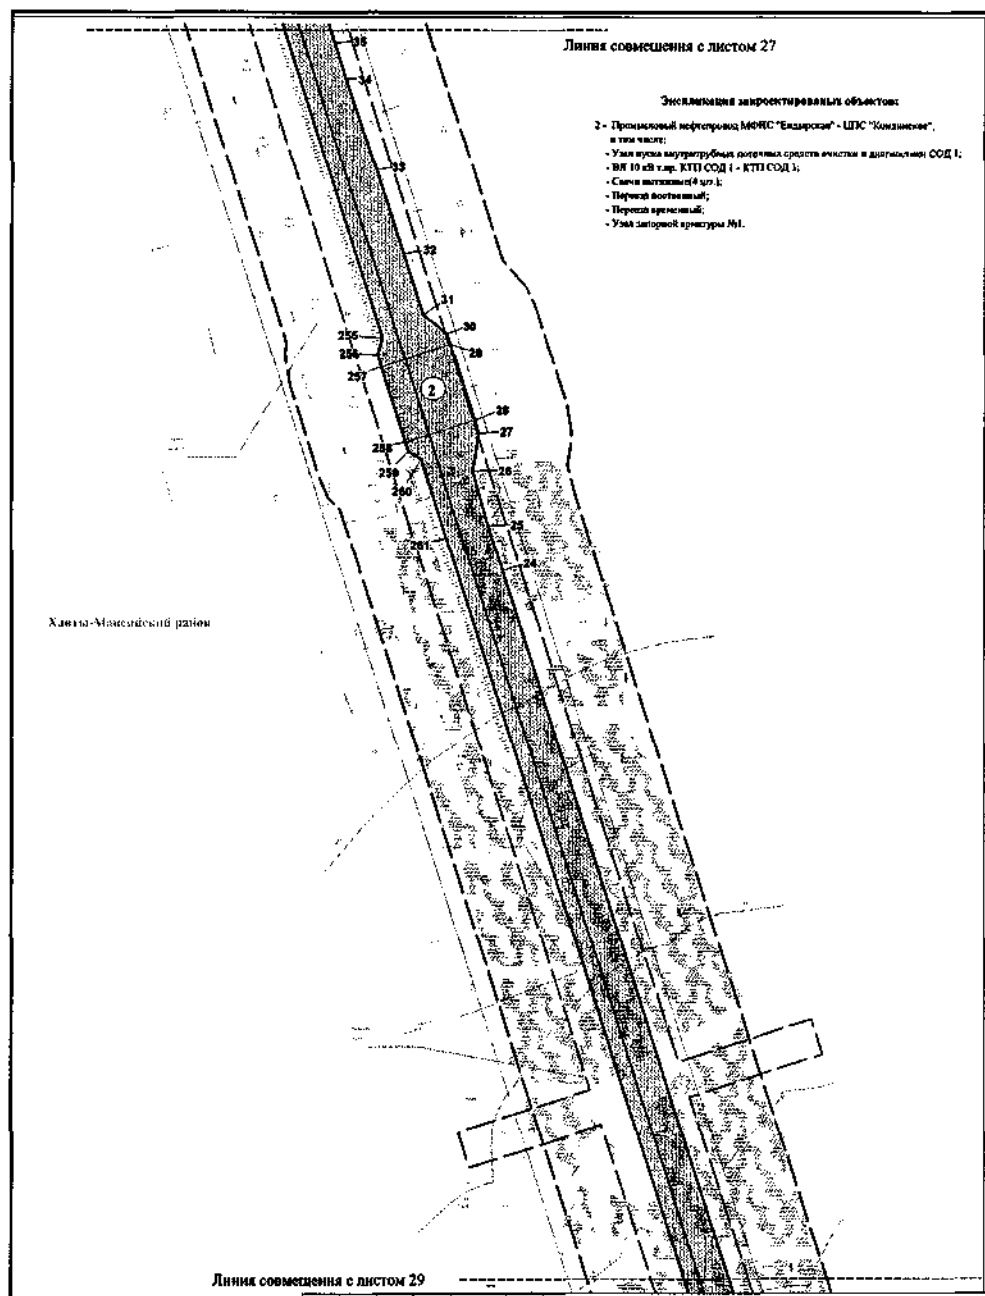 Линия совмещения с листом 27
Экспликация запроектированых объектов:
2 - Промысловый нефтепровод МФНС "Ендырская" - ЦПС "Кондинское",
в том числе:
- Узел пуска внутритрубных поточных средств очистки и диагностики СОД 1;
- ВЛ 10 кВ т.вр. КТП СОД 1 - КТП СОД 3;
- Свечи вытяжные(4 шт.);
- Переезд постоянный;
- Переезд временный;
- Узел запорной арматуры №1.
35
34
33
32
31
30
29
28
27
26
25
24
255
256
257
258
259
260
261
2
Ханты-Мансийский район
Линия совмещения с листом 29